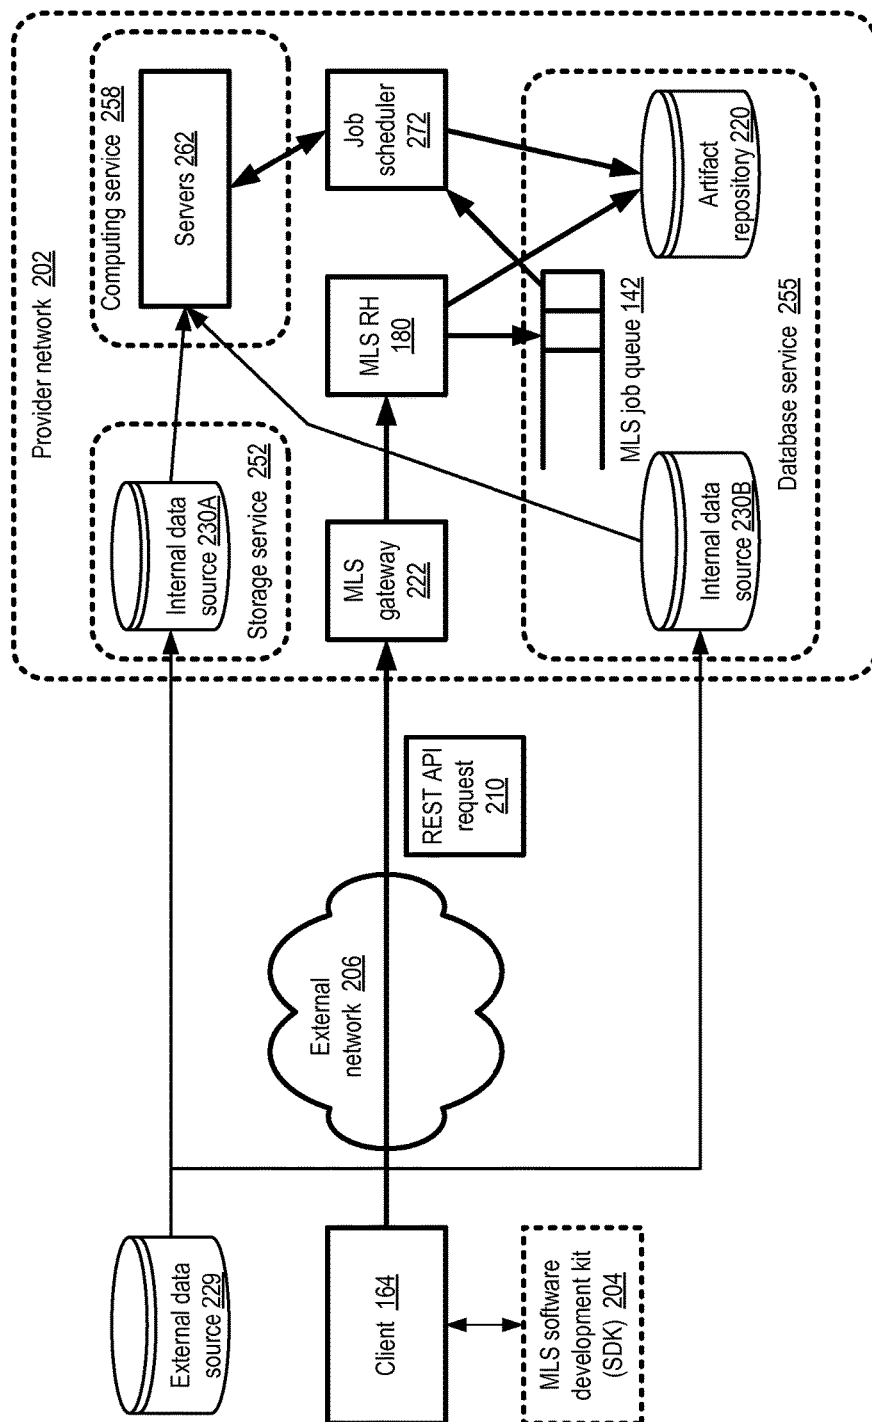 Provider network 202
Computing service 258
Servers 262
Job
scheduler
272
Artifact
repository 220
MLS RH
180
MLS job queue 142
Database service 255
Internal data
source 230A
Storage service 252
MLS
gateway
222
Internal data
source 230B
REST API
request
210
External
network 206
External data
source 229
Client 164
MLS software
development kit
(SDK) 204